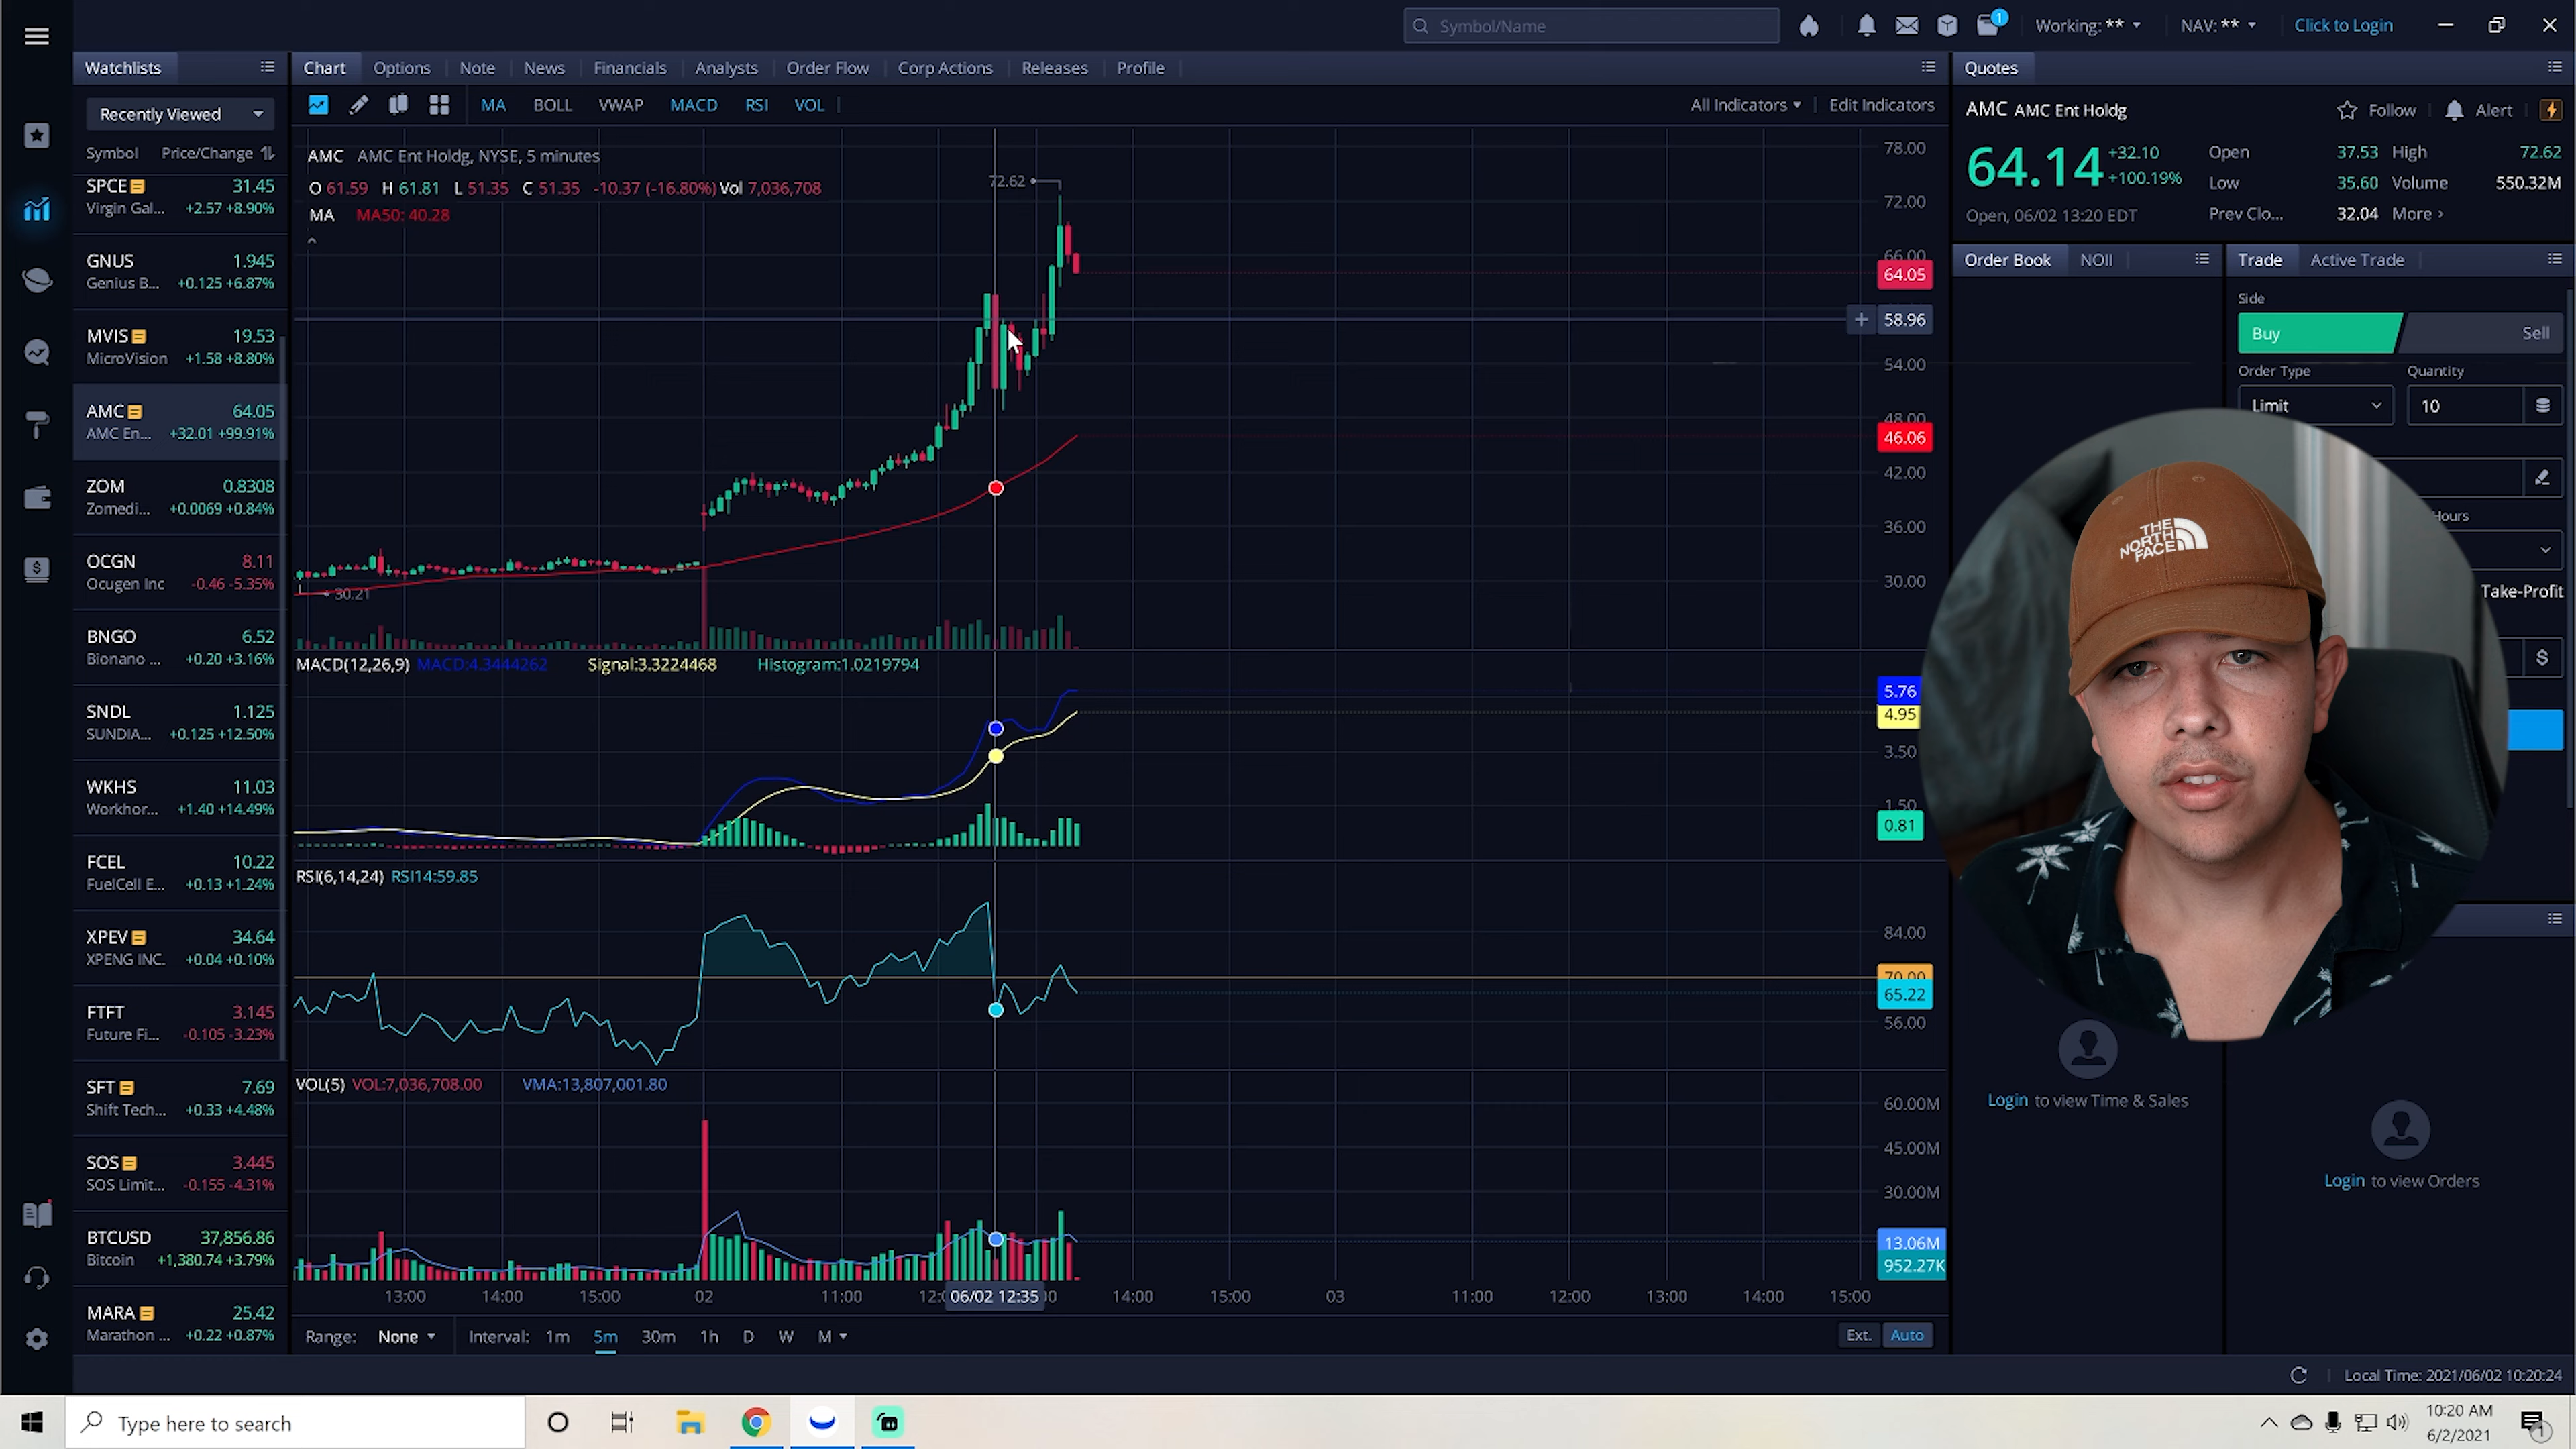 Symbol/Name
1
Working: **
NAV: **
Click to Login
Watchlists
Chart Options Note News Financials Analysts Order Flow Corp Actions Releases Profile
Quotes
Recently Viewed
MA BOLL VWAP MACD RSI VOL
All Indicators Edit Indicators
Symbol Price/Change
SPCE 31.45
Virgin Gal... +2.57 +8.90%
GNUS 1.945
Genius B... +0.125 +6.87%
MVIS 19.53
MicroVision +1.58 +8.80%
AMC 64.05
AMC En... +32.01 +99.91%
ZOM 0.8308
Zomedi... +0.0069 +0.84%
OCGN 8.11
Ocugen Inc -0.46 -5.35%
BNGO 6.52
Bionano ... +0.20 +3.16%
SNDL 1.125
SUNDIA... +0.125 +12.50%
WKHS 11.03
Workhor... +1.40 +14.49%
FCEL 10.22
FuelCell E... +0.13 +1.24%
XPEV 34.64
XPENG INC. +0.04 +0.10%
FTFT 3.145
Future Fi... -0.105 -3.23%
SFT 7.69
Shift Tech... +0.33 +4.48%
SOS 3.445
SOS Limit... -0.155 -4.31%
BTCUSD 37,856.86
Bitcoin +1,380.74 +3.79%
MARA 25.42
Marathon ... +0.22 +0.87%
AMC AMC Ent Holdg, NYSE, 5 minutes
O 61.59 H 61.81 L 51.35 C 51.35 -10.37 (-16.80%) Vol 7,036,708
MA MA50: 40.28
72.62
30.21
78.00
72.00
66.00
64.05
58.96
54.00
48.00
46.06
42.00
36.00
30.00
MACD(12,26,9) MACD:4.3444262 Signal:3.3224468 Histogram:1.0219794
5.76
4.95
3.50
1.50
0.81
RSI(6,14,24) RSI14:59.85
84.00
70.00
65.22
56.00
VOL(5) VOL:7,036,708.00 VMA:13,807,001.80
60.00M
45.00M
30.00M
13.06M
952.27K
13:00 14:00 15:00 02 11:00 12:0 06/02 12:35 00 14:00 15:00 03 11:00 12:00 13:00 14:00 15:00
Range: None Interval: 1m 5m 30m 1h D W M
Ext. Auto
AMC AMC Ent Holdg Follow Alert
64.14 +32.10
+100.19%
Open, 06/02 13:20 EDT
Open 37.53 High 72.62
Low 35.60 Volume 550.32M
Prev Clo... 32.04 More
Order Book NOII
Trade Active Trade
Side
Buy Sell
Order Type Quantity
Limit 10
Hours
Take-Profit
$
THE
NORTH
FACE
Login to view Time & Sales
Login to view Orders
Local Time: 2021/06/02 10:20:24
Type here to search
10:20 AM
6/2/2021
1